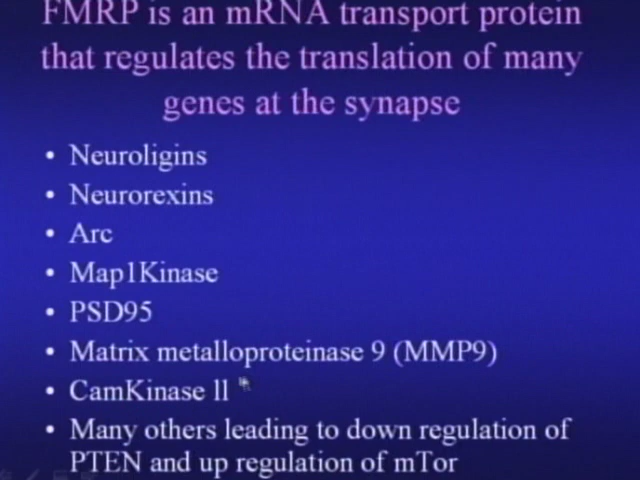 FMRP is an mRNA transport protein
that regulates the translation of many
genes at the synapse
• Neuroligins
• Neurorexins
• Arc
• Map1Kinase
• PSD95
• Matrix metalloproteinase 9 (MMP9)
• CamKinase ll
• Many others leading to down regulation of
PTEN and up regulation of mTor